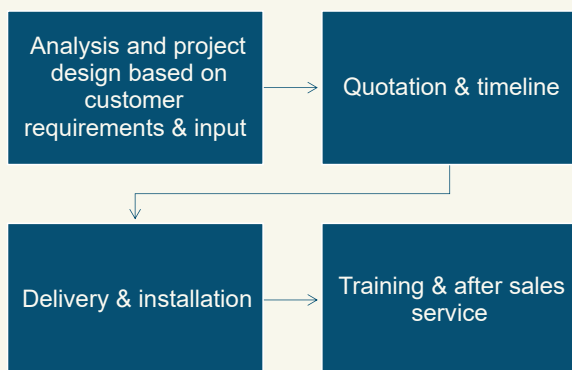 Analysis and project
design based on
customer
requirements & input
Quotation & timeline
Delivery & installation
Training & after sales
service